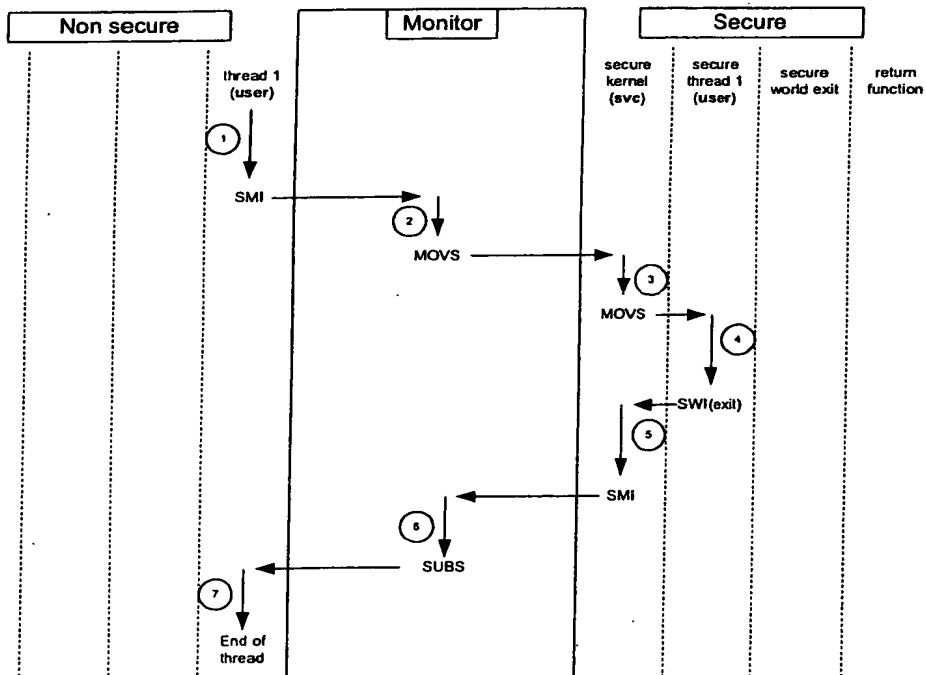 Non secure
Monitor
Secure
thread 1
(user)
secure
kernel
(svc)
secure
thread 1
(user)
secure
world exit
return
function
1
SMI
2
MOVS
3
MOVS
4
SWI(exit)
5
SMI
6
SUBS
7
End of
thread